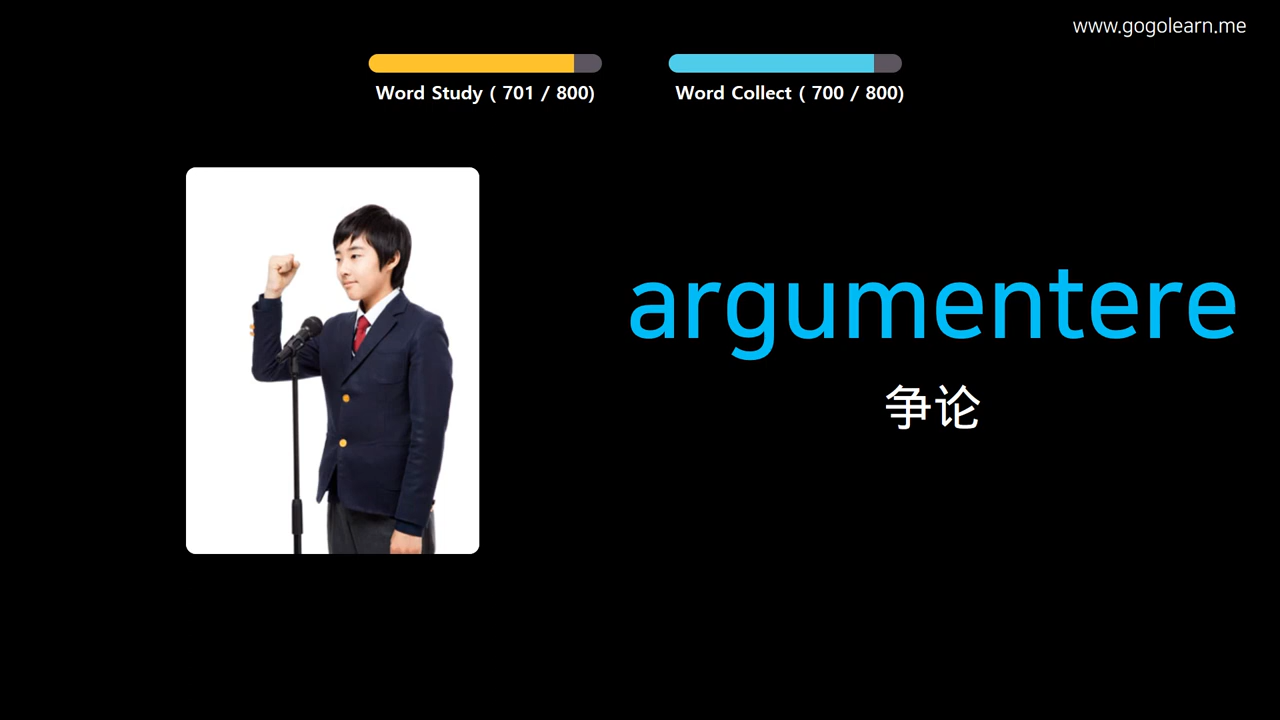 www.gogolearn.me
Word Study ( 701 / 800)
Word Collect ( 700 / 800)
argumentere
争论